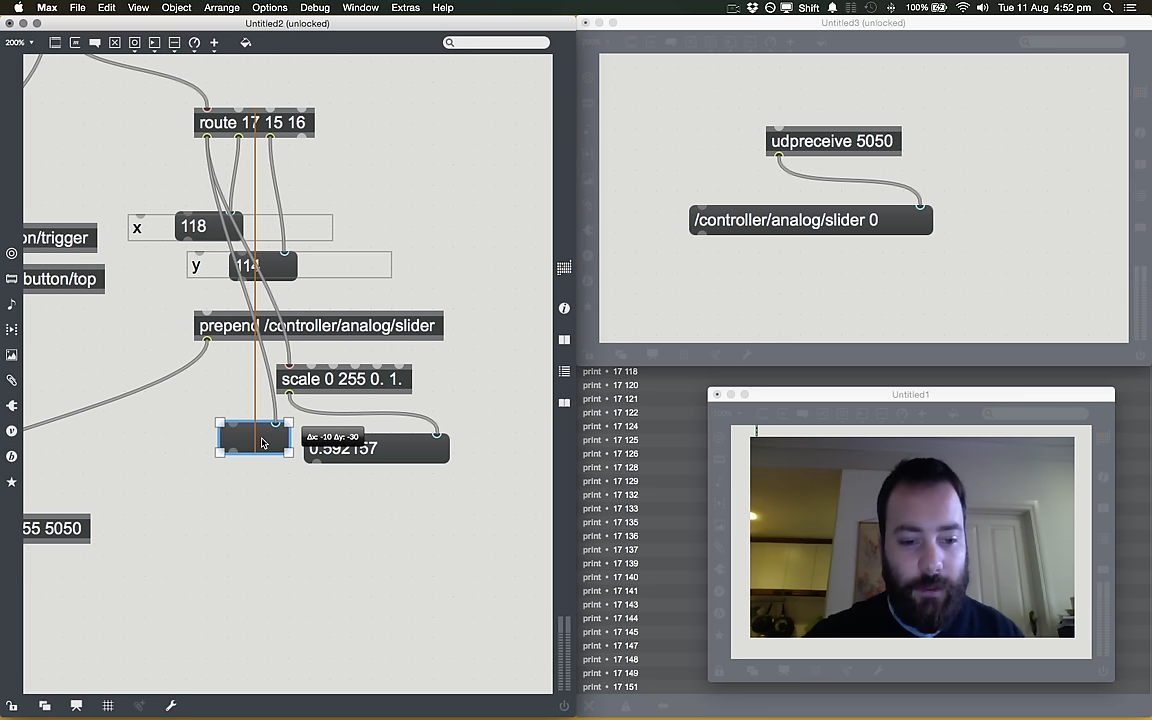 Max File Edit View Object Arrange Options Debug Window Extras Help
Shift 100% Tue 11 Aug 4:52 pm
Untitled2 (unlocked)
200%
route 17 15 16
x 118
y 114
on/trigger
button/top
prepend /controller/analog/slider
scale 0 255 0. 1.
Δx: -10 Δy: -30
0.592157
55 5050
Untitled3 (unlocked)
udpreceive 5050
/controller/analog/slider 0
print • 17 118
print • 17 120
print • 17 121
print • 17 122
print • 17 124
print • 17 125
print • 17 126
print • 17 128
print • 17 129
print • 17 132
print • 17 133
print • 17 135
print • 17 136
print • 17 137
print • 17 139
print • 17 140
print • 17 141
print • 17 143
print • 17 144
print • 17 145
print • 17 147
print • 17 148
print • 17 149
print • 17 151
Untitled1